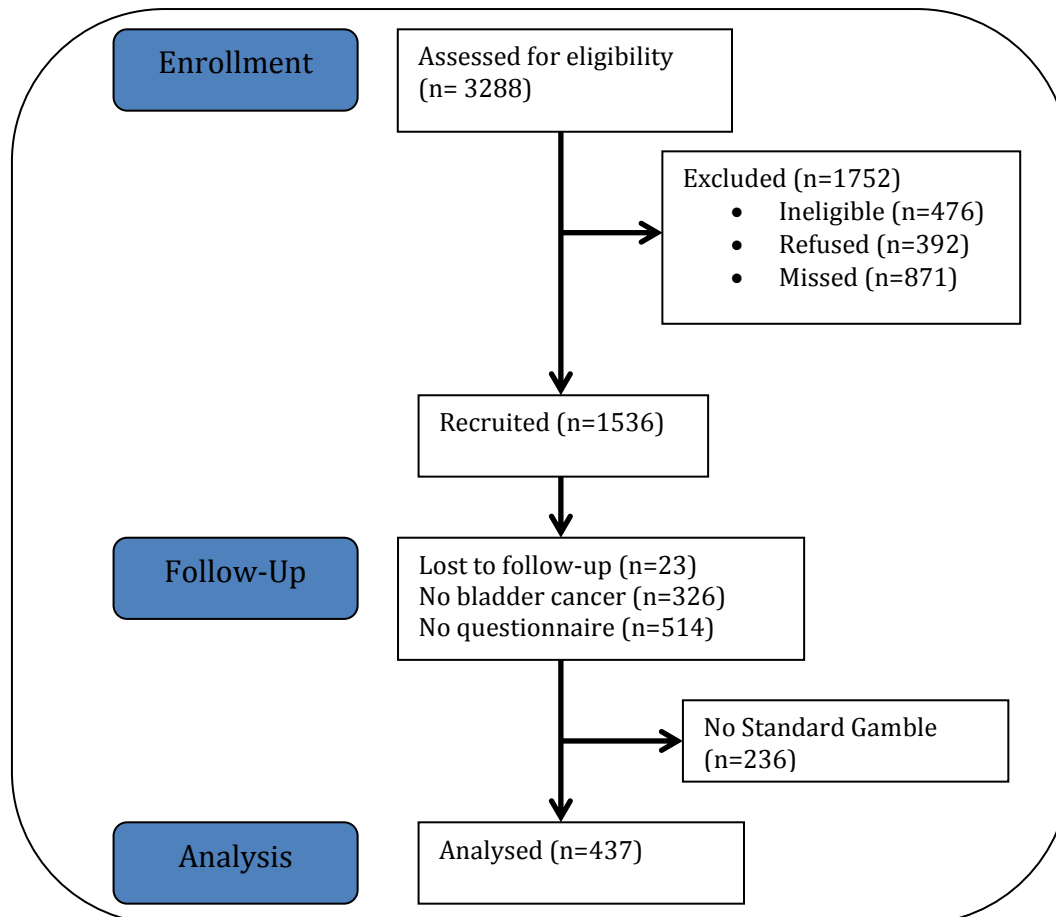 Enrollment
Assessed for eligibility
(n= 3288)
Excluded (n=1752)
• Ineligible (n=476)
• Refused (n=392)
• Missed (n=871)
Recruited (n=1536)
Follow-Up
Lost to follow-up (n=23)
No bladder cancer (n=326)
No questionnaire (n=514)
No Standard Gamble
(n=236)
Analysis
Analysed (n=437)